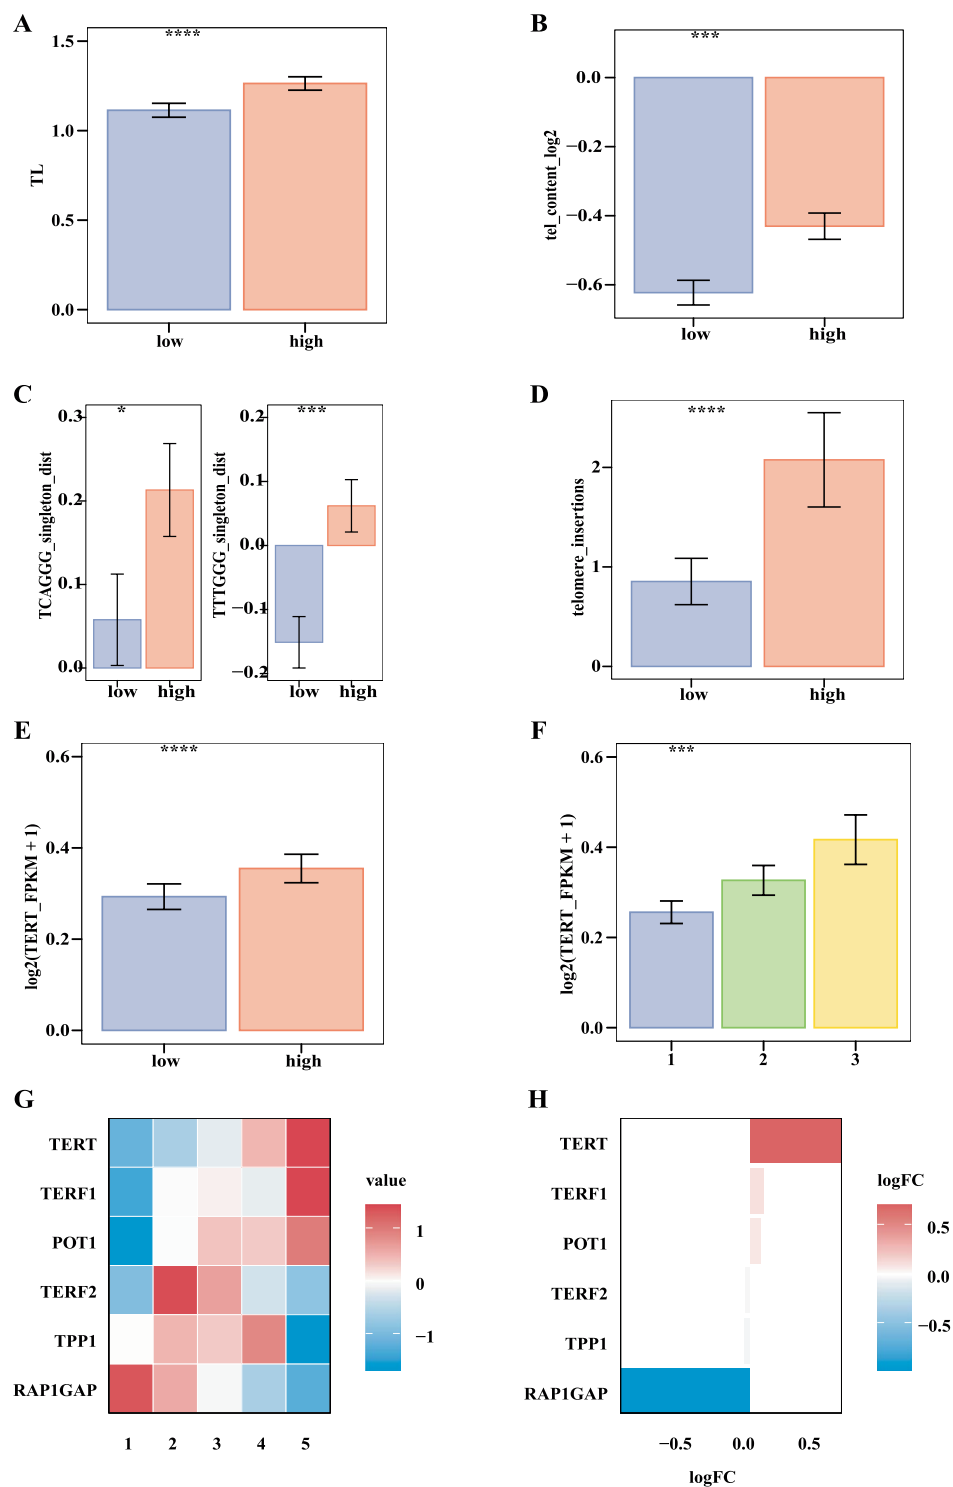 A
****
1.5
1.0
0.5
0.0
TL
low high
B
***
0.0
−0.2
−0.4
−0.6
tel_content_log2
low high
C
*
0.3
0.2
0.1
0.0
TCAGGG_singleton_dist
low high
***
0.2
0.1
0.0
−0.1
−0.2
TTTGGG_singleton_dist
low high
D
****
2
1
0
telomere_insertions
low high
E
****
0.6
0.4
0.2
0.0
log2(TERT_FPKM + 1)
low high
F
***
0.6
0.4
0.2
0.0
log2(TERT_FPKM + 1)
1 2 3
G
TERT
TERF1
POT1
TERF2
TPP1
RAP1GAP
1 2 3 4 5
value
1
0
−1
H
TERT
TERF1
POT1
TERF2
TPP1
RAP1GAP
−0.5 0.0 0.5
logFC
logFC
0.5
0.0
−0.5